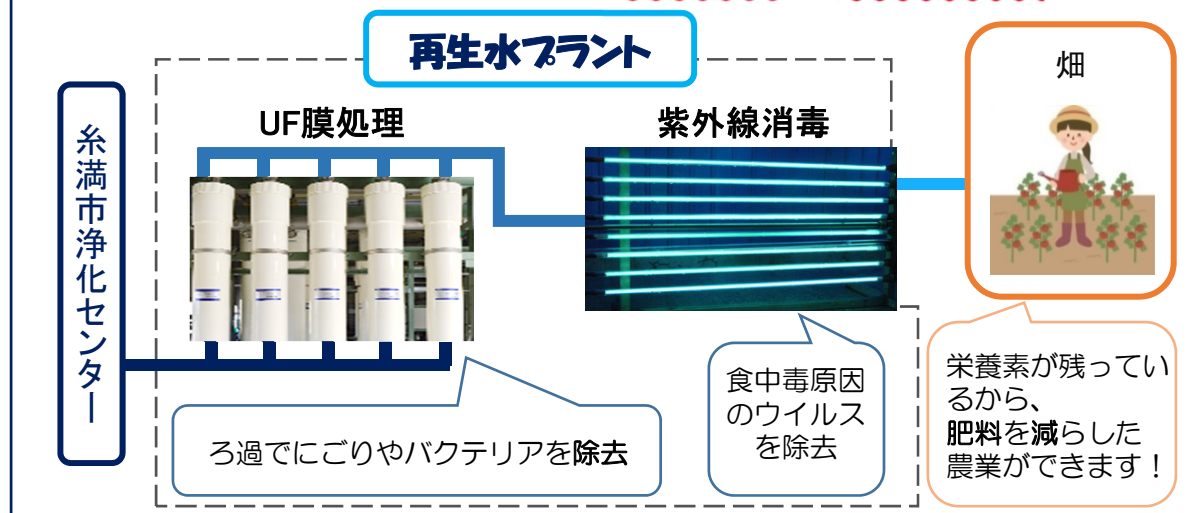 再生水プラント
畑
糸満市浄化センター
UF膜処理
紫外線消毒
ろ過でにごりやバクテリアを除去
食中毒原因
のウイルス
を除去
栄養素が残ってい
るから、
肥料を減らした
農業ができます！